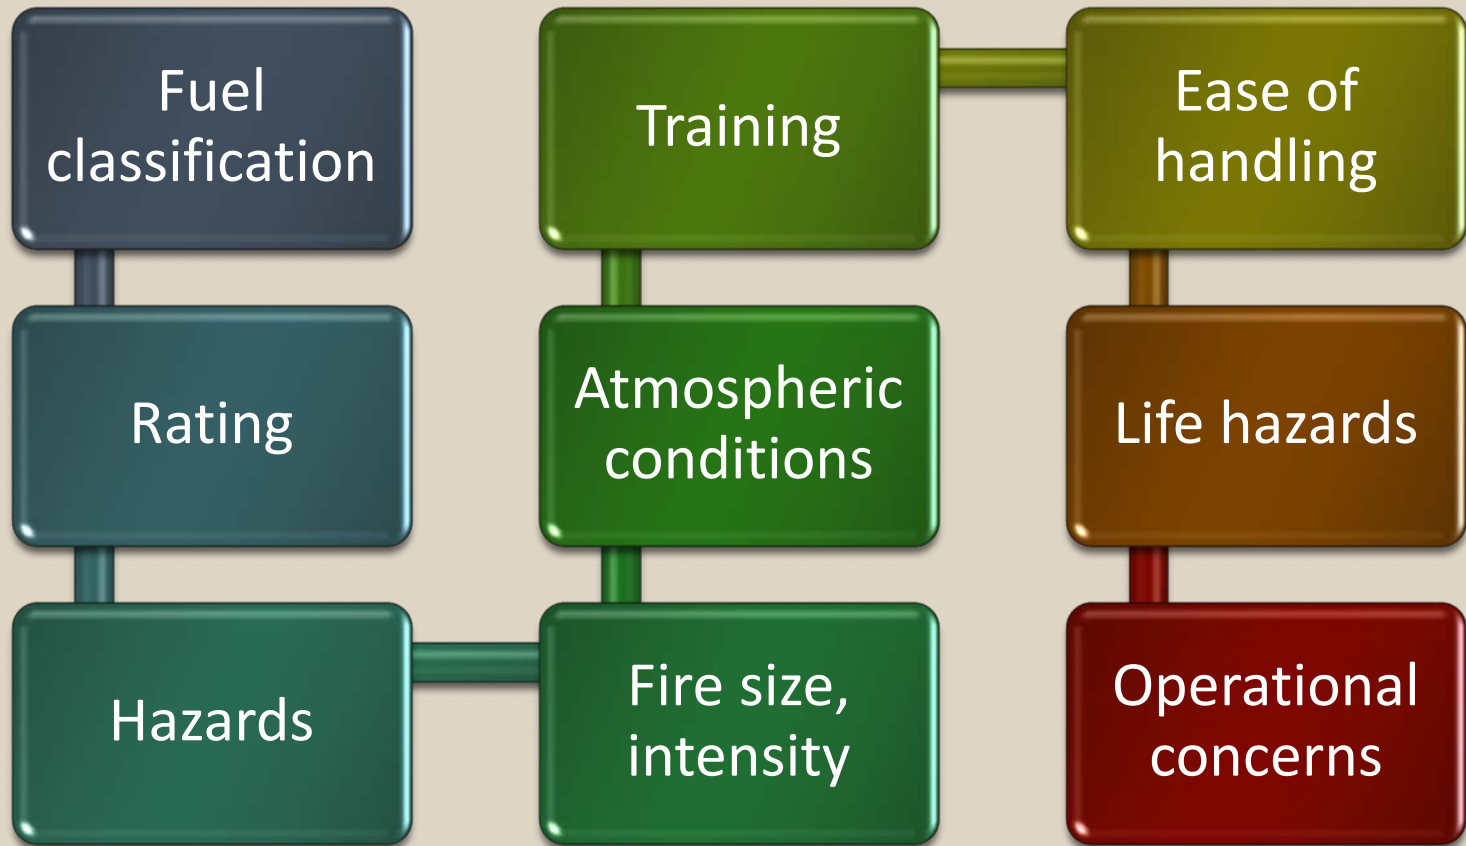 Fuel
classification
Rating
Hazards
Fire size,
intensity
Atmospheric
conditions
Training
Ease of
handling
Life hazards
Operational
concerns